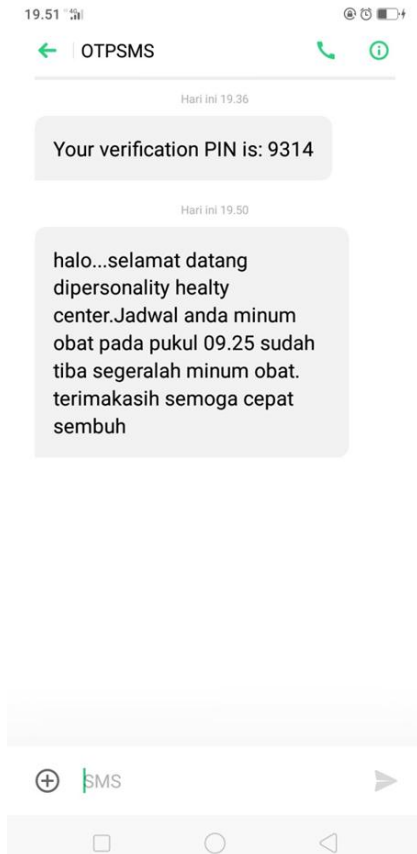 19.51 4G
OTPSMS
Hari ini 19.36
Your verification PIN is: 9314
Hari ini 19.50
halo...selamat datang
dipersonality healty
center.Jadwal anda minum
obat pada pukul 09.25 sudah
tiba segeralah minum obat.
terimakasih semoga cepat
sembuh
SMS